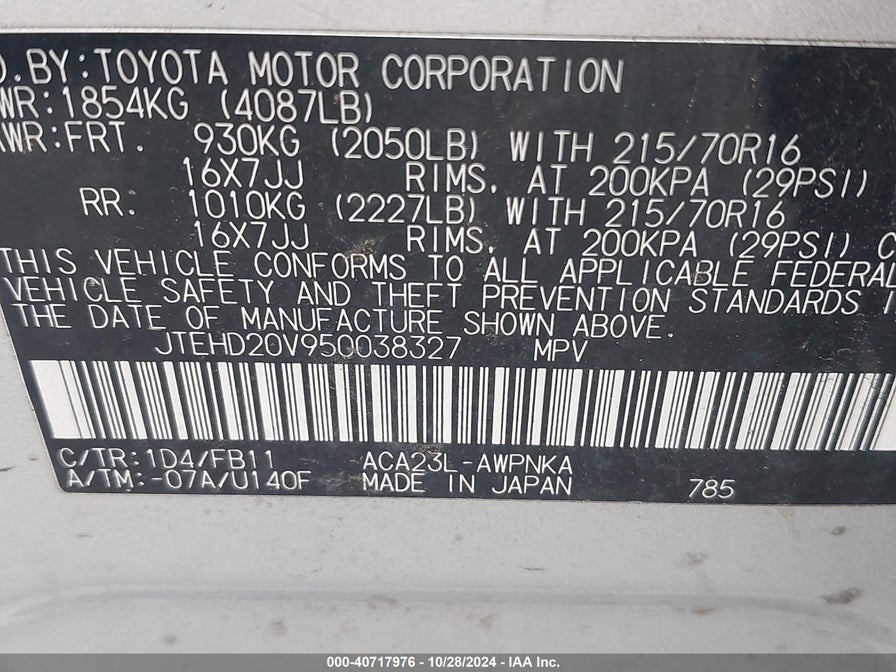 D.BY:TOYOTA MOTOR CORPORATION
WR:1854KG (4087LB)
AWR:FRT. 930KG (2050LB) WITH 215/70R16
16X7JJ RIMS, AT 200KPA (29PSI)
RR: 1010KG (2227LB) WITH 215/70R16
16X7JJ RIMS, AT 200KPA (29PSI) C
THIS VEHICLE CONFORMS TO ALL APPLICABLE FEDERAL
VEHICLE SAFETY AND THEFT PREVENTION STANDARDS I
THE DATE OF MANUFACTURE SHOWN ABOVE.
JTEHD20V950038327 MPV
C/TR:1D4/FB11 ACA23L-AWPNKA
A/TM:-07A/U140F MADE IN JAPAN 785
000-40717976 - 10/28/2024 - IAA Inc.